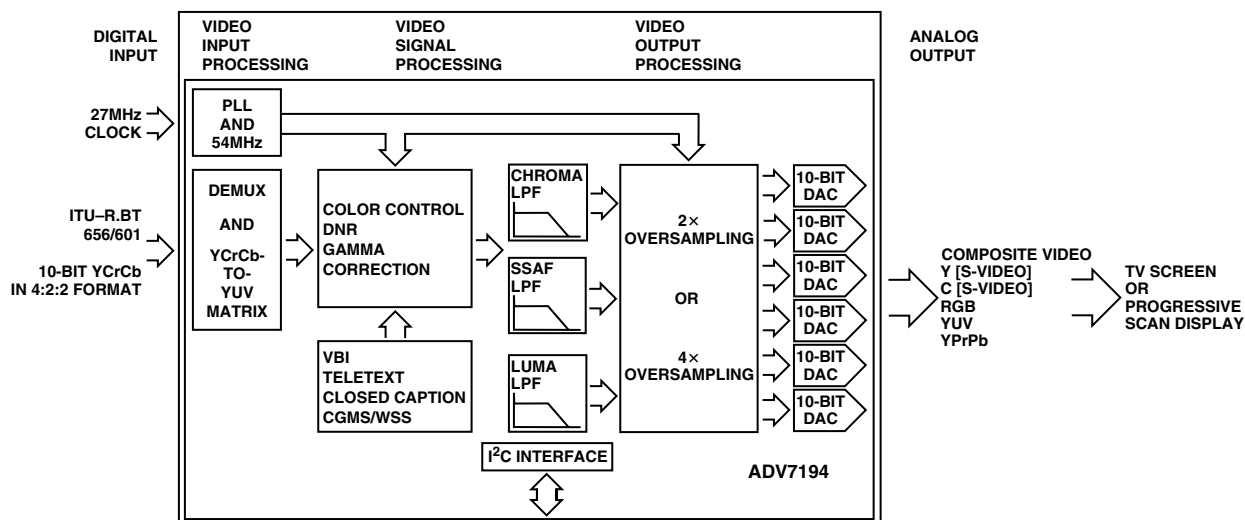 DIGITAL
INPUT
VIDEO
INPUT
PROCESSING
VIDEO
SIGNAL
PROCESSING
VIDEO
OUTPUT
PROCESSING
ANALOG
OUTPUT
27MHz
CLOCK
PLL
AND
54MHz
ITU–R.BT
656/601
10-BIT YCrCb
IN 4:2:2 FORMAT
DEMUX
AND
YCrCb-
TO-
YUV
MATRIX
COLOR CONTROL
DNR
GAMMA
CORRECTION
VBI
TELETEXT
CLOSED CAPTION
CGMS/WSS
CHROMA
LPF
SSAF
LPF
LUMA
LPF
2×
OVERSAMPLING
OR
4×
OVERSAMPLING
10-BIT
DAC
10-BIT
DAC
10-BIT
DAC
10-BIT
DAC
10-BIT
DAC
10-BIT
DAC
I²C INTERFACE
ADV7194
COMPOSITE VIDEO
Y [S-VIDEO]
C [S-VIDEO]
RGB
YUV
YPrPb
TV SCREEN
OR
PROGRESSIVE
SCAN DISPLAY